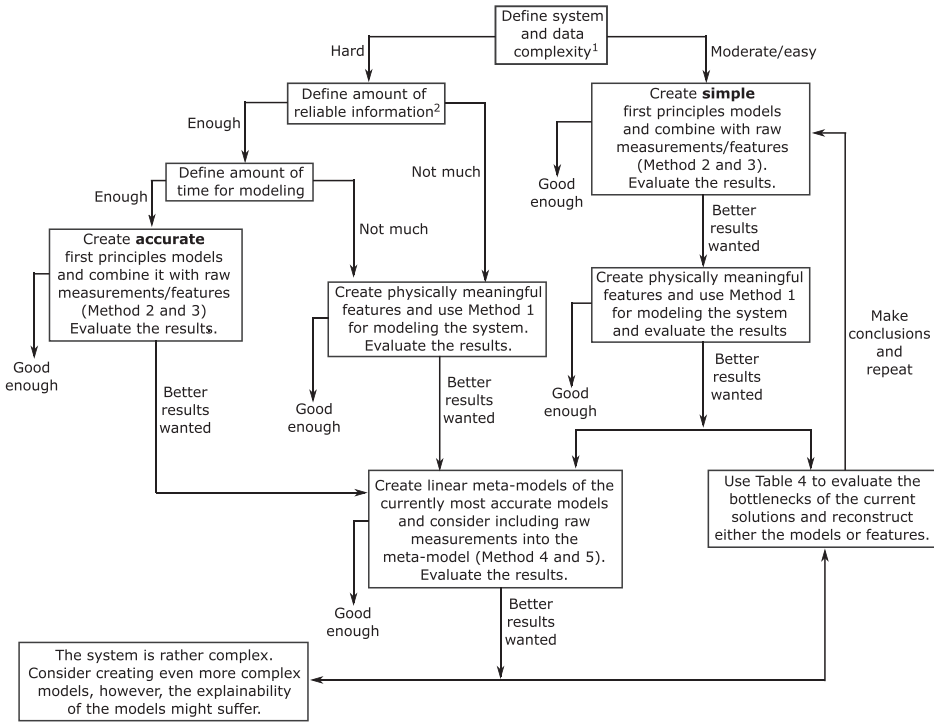 Define system
and data
complexity1
Hard
Moderate/easy
Define amount of
reliable information2
Enough
Not much
Define amount of
time for modeling
Enough
Not much
Create accurate
first principles models
and combine it with raw
measurements/features
(Method 2 and 3)
Evaluate the results.
Good
enough
Better
results
wanted
Create physically meaningful
features and use Method 1
for modeling the system.
Evaluate the results.
Good
enough
Better
results
wanted
Create simple
first principles models
and combine with raw
measurements/features
(Method 2 and 3).
Evaluate the results.
Good
enough
Better
results
wanted
Create physically meaningful
features and use Method 1
for modeling the system
and evaluate the results
Good
enough
Better
results
wanted
Make
conclusions
and
repeat
Create linear meta-models of the
currently most accurate models
and consider including raw
measurements into the
meta-model (Method 4 and 5).
Evaluate the results.
Good
enough
Better
results
wanted
Use Table 4 to evaluate the
bottlenecks of the current
solutions and reconstruct
either the models or features.
The system is rather complex.
Consider creating even more complex
models, however, the explainability
of the models might suffer.